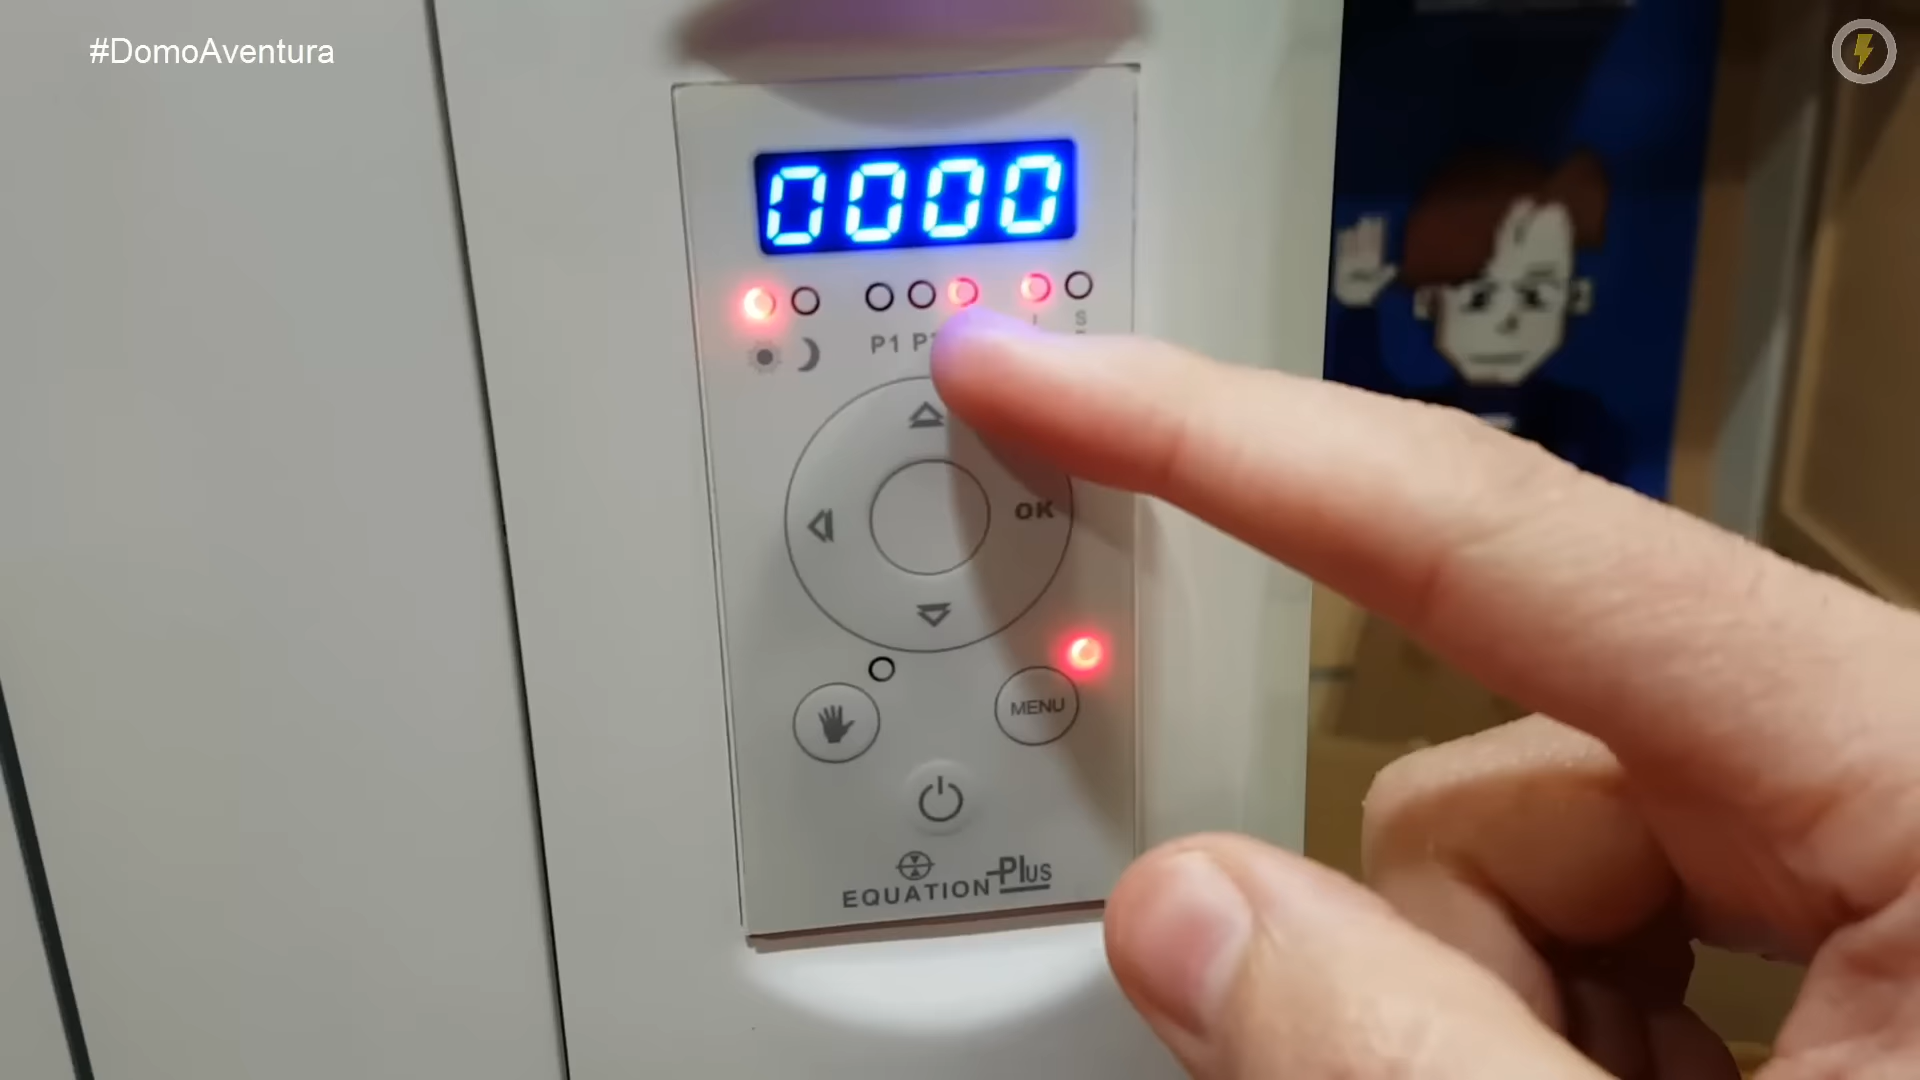 #DomoAventura
0000
P1 P
S
OK
MENU
EQUATION Plus